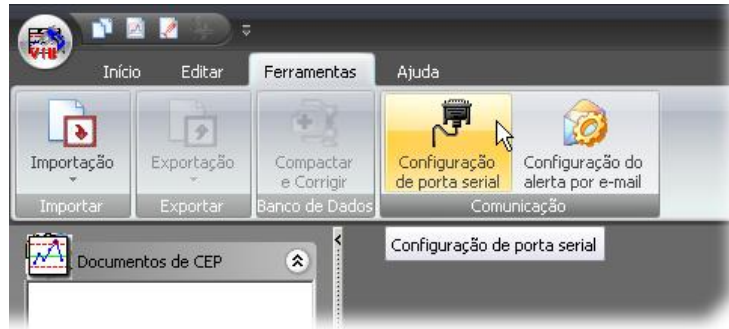 Início Editar Ferramentas Ajuda
Importação Exportação Compactar e Corrigir Configuração de porta serial Configuração do alerta por e-mail
Importar Exportar Banco de Dados Comunicação
Documentos de CEP
Configuração de porta serial